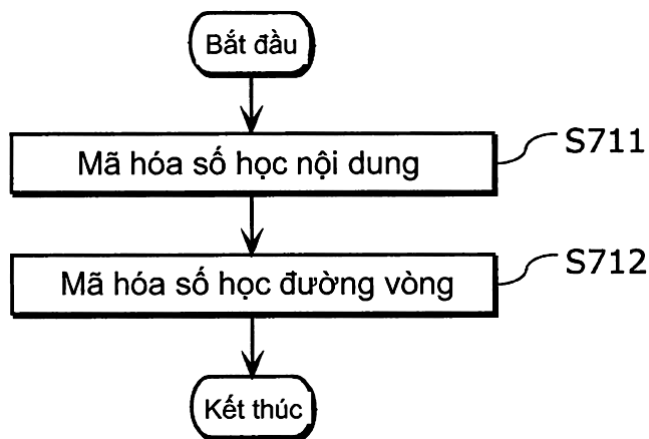 Bắt đầu
Mã hóa số học nội dung
S711
Mã hóa số học đường vòng
S712
Kết thúc